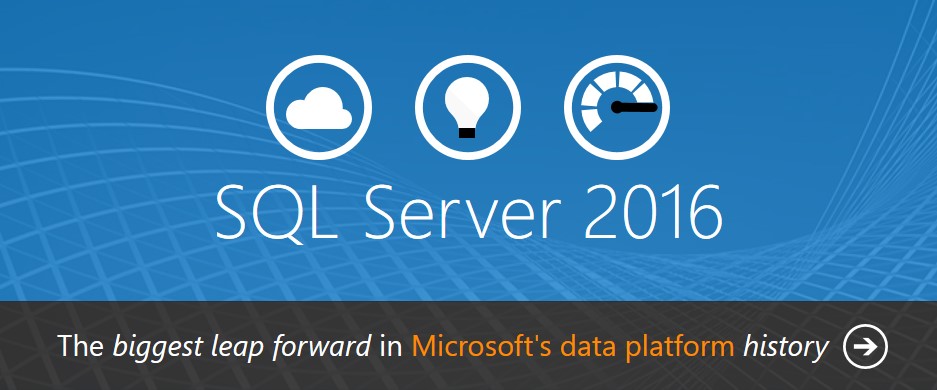 SQL Server 2016
The biggest leap forward in Microsoft's data platform history